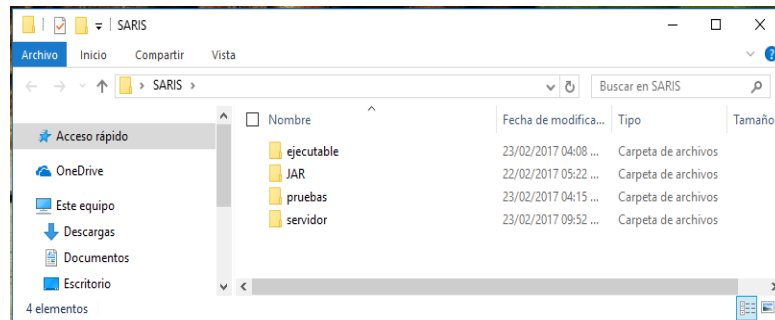 SARIS
Archivo Inicio Compartir Vista
SARIS
Buscar en SARIS
Nombre Fecha de modifica... Tipo Tamaño
Acceso rápido
OneDrive
Este equipo
Descargas
Documentos
Escritorio
ejecutable 23/02/2017 04:08 ... Carpeta de archivos
JAR 22/02/2017 05:22 ... Carpeta de archivos
pruebas 23/02/2017 04:15 ... Carpeta de archivos
servidor 23/02/2017 09:52 ... Carpeta de archivos
4 elementos